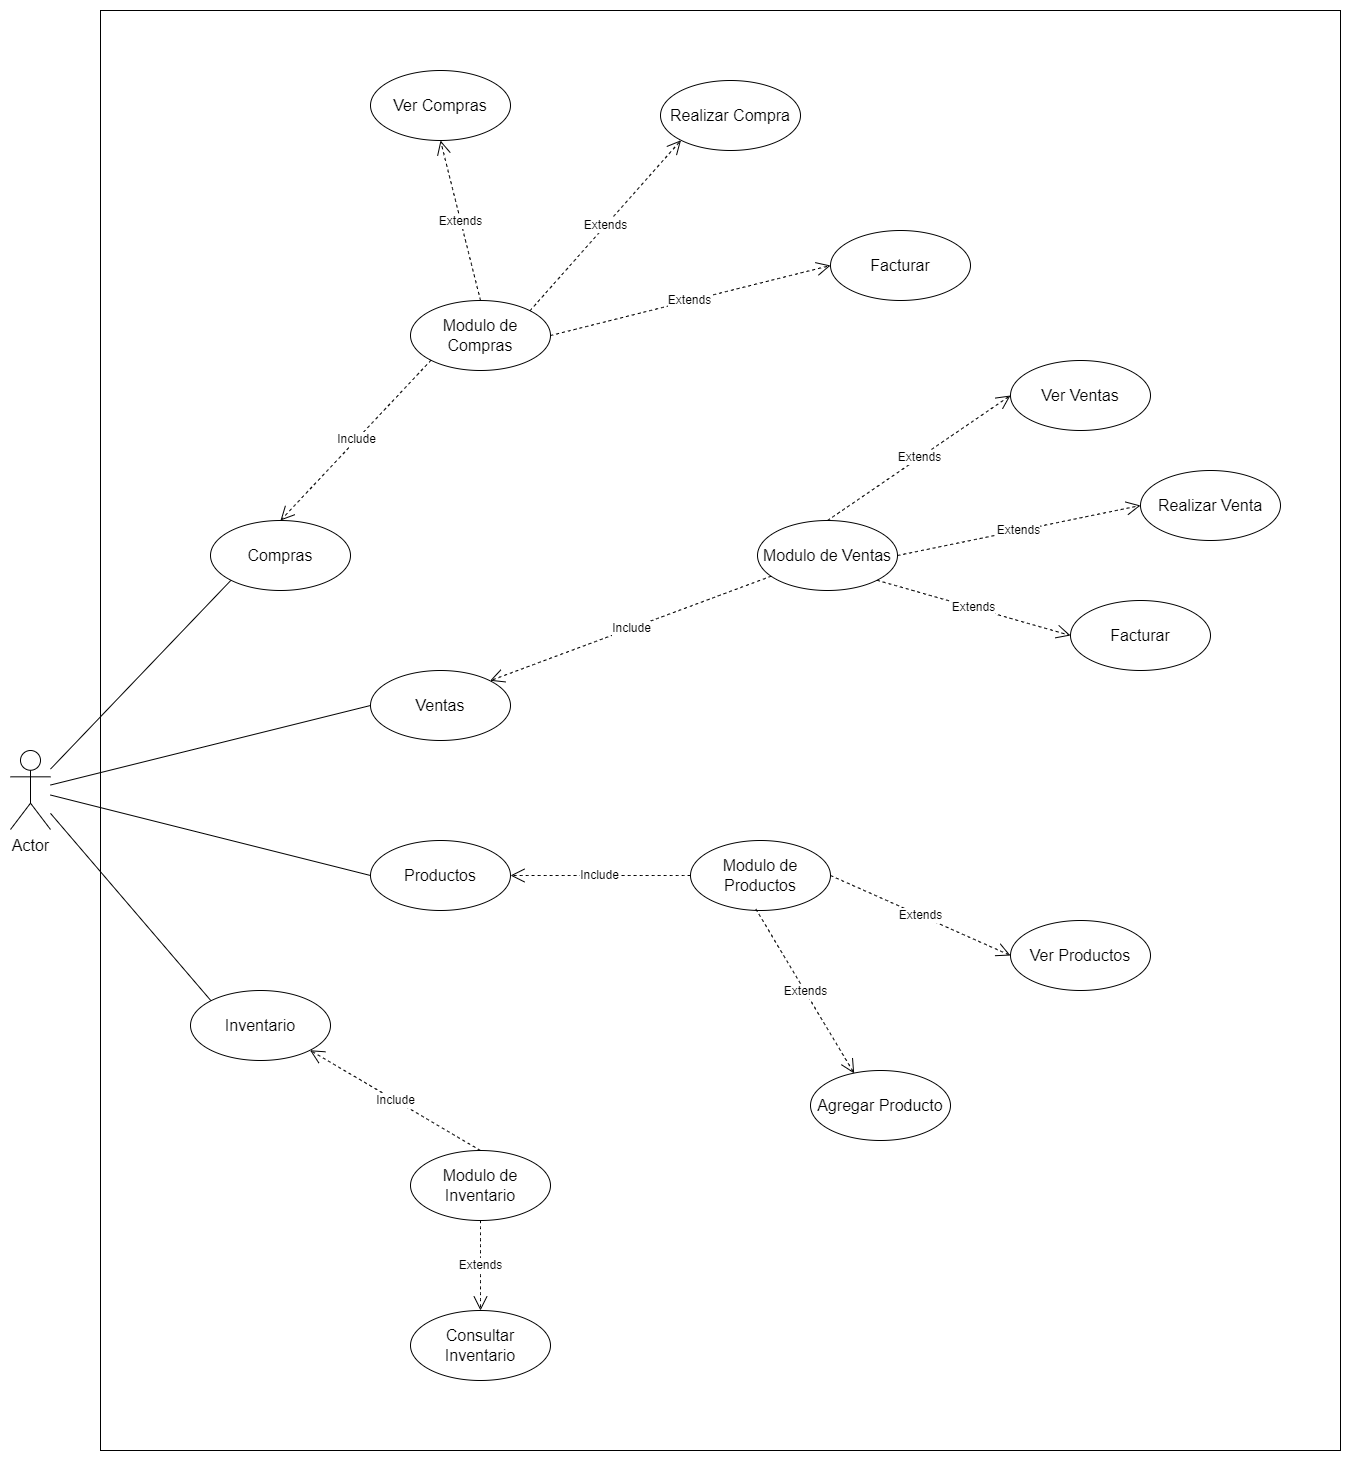 Ver Compras
Realizar Compra
Extends
Extends
Facturar
Extends
Modulo de
Compras
Ver Ventas
Include
Extends
Realizar Venta
Extends
Compras
Modulo de Ventas
Extends
Include
Facturar
Ventas
Actor
Productos
Include
Modulo de
Productos
Extends
Ver Productos
Extends
Inventario
Include
Agregar Producto
Modulo de
Inventario
Extends
Consultar
Inventario